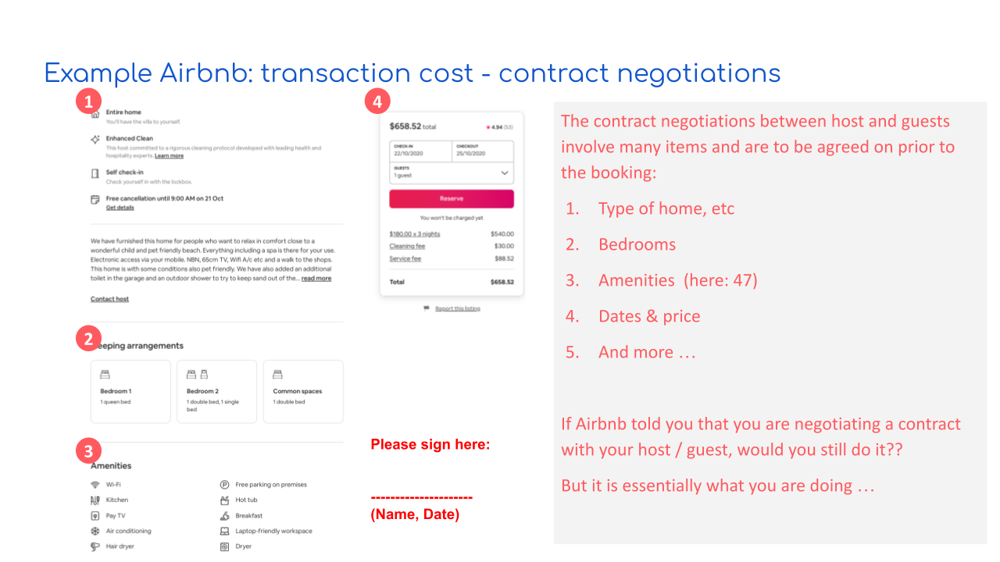 Example Airbnb: transaction cost - contract negotiations
1
Entire home
You'll have the villa to yourself.
Enhanced Clean
This host committed to a rigorous cleaning protocol developed with leading health and
hospitality experts. Learn more
Self check-in
Check yourself in with the lockbox.
Free cancellation until 9:00 AM on 21 Oct
Get details
We have furnished this home for people who want to relax in comfort close to a
wonderful child and pet friendly beach. Everything including a spa is there for your use.
Electronic access via your mobile. NBN, 65cm TV, Wifi A/c etc and a walk to the shops.
This home is with some conditions also pet friendly. We have also added an additional
toilet in the garage and an outdoor shower to try to keep sand out of the... read more
Contact host
2
eeping arrangements
Bedroom 1
1 queen bed
Bedroom 2
1 double bed, 1 single
bed
Common spaces
1 double bed
3
Amenities
Wi-Fi
Kitchen
Pay TV
Air conditioning
Hair dryer
Free parking on premises
Hot tub
Breakfast
Laptop-friendly workspace
Dryer
4
$658.52 total
4.94 (53)
CHECK-IN
22/10/2020
CHECKOUT
25/10/2020
GUESTS
1 guest
Reserve
You won't be charged yet
$180.00 x 3 nights $540.00
Cleaning fee $30.00
Service fee $88.52
Total $658.52
Report this listing
Please sign here:
---------------------
(Name, Date)
The contract negotiations between host and guests
involve many items and are to be agreed on prior to
the booking:
1. Type of home, etc
2. Bedrooms
3. Amenities (here: 47)
4. Dates & price
5. And more …
If Airbnb told you that you are negotiating a contract
with your host / guest, would you still do it??
But it is essentially what you are doing …